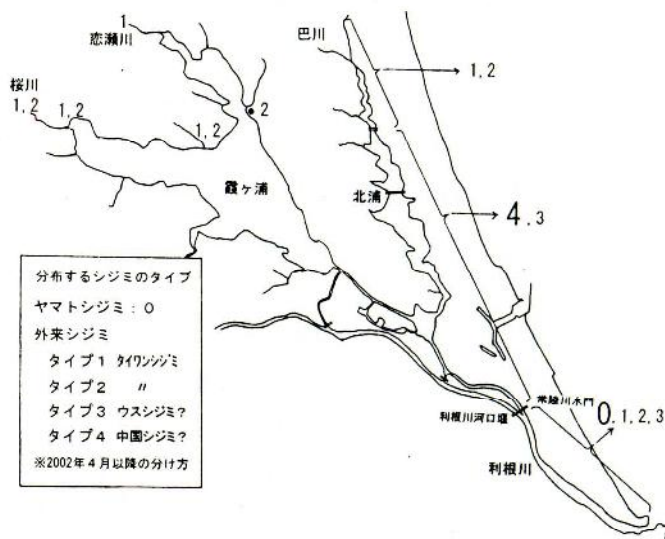 1
恋瀬川
巴川
1,2
桜川
1,2
1,2
2
1,2
霞ヶ浦
北浦
4,3
分布するシジミのタイプ
ヤマトシジミ：0
外来シジミ
タイプ1 タイワンシジミ
タイプ2 〃
タイプ3 ウスシジミ？
タイプ4 中国シジミ？
※2002年4月以降の分け方
常陸川水門
利根川河口堰
0,1,2,3
利根川